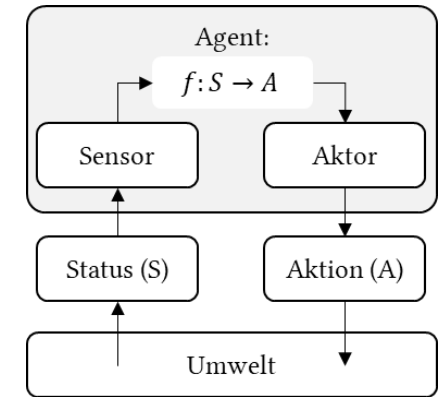 Agent:
f: S → A
Sensor
Aktor
Status (S)
Aktion (A)
Umwelt